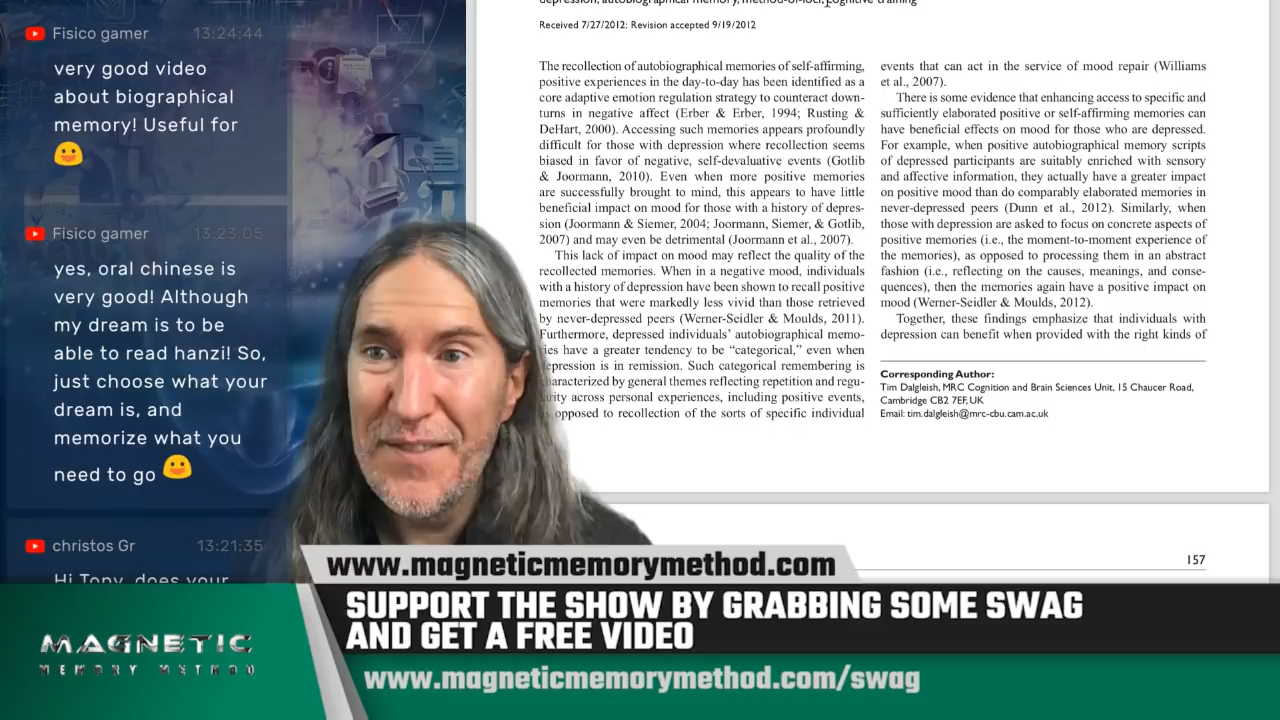 Fisico gamer 13:24:44
very good video
about biographical
memory! Useful for
😃
Fisico gamer 13:23:05
yes, oral chinese is
very good! Although
my dream is to be
able to read hanzi! So,
just choose what your
dream is, and
memorize what you
need to go 😃
christos Gr 13:21:35
Hi Tony, does your
depression, autobiographical memory, method-of-loci, cognitive training
Received 7/27/2012; Revision accepted 9/19/2012
The recollection of autobiographical memories of self-affirming,
positive experiences in the day-to-day has been identified as a
core adaptive emotion regulation strategy to counteract down-
turns in negative affect (Erber & Erber, 1994; Rusting &
DeHart, 2000). Accessing such memories appears profoundly
difficult for those with depression where recollection seems
biased in favor of negative, self-devaluative events (Gotlib
& Joormann, 2010). Even when more positive memories
are successfully brought to mind, this appears to have little
beneficial impact on mood for those with a history of depres-
sion (Joormann & Siemer, 2004; Joormann, Siemer, & Gotlib,
2007) and may even be detrimental (Joormann et al., 2007).
This lack of impact on mood may reflect the quality of the
recollected memories. When in a negative mood, individuals
with a history of depression have been shown to recall positive
memories that were markedly less vivid than those retrieved
by never-depressed peers (Werner-Seidler & Moulds, 2011).
Furthermore, depressed individuals' autobiographical memo-
ries have a greater tendency to be “categorical,” even when
depression is in remission. Such categorical remembering is
characterized by general themes reflecting repetition and regu-
larity across personal experiences, including positive events,
opposed to recollection of the sorts of specific individual
events that can act in the service of mood repair (Williams
et al., 2007).
There is some evidence that enhancing access to specific and
sufficiently elaborated positive or self-affirming memories can
have beneficial effects on mood for those who are depressed.
For example, when positive autobiographical memory scripts
of depressed participants are suitably enriched with sensory
and affective information, they actually have a greater impact
on positive mood than do comparably elaborated memories in
never-depressed peers (Dunn et al., 2012). Similarly, when
those with depression are asked to focus on concrete aspects of
positive memories (i.e., the moment-to-moment experience of
the memories), as opposed to processing them in an abstract
fashion (i.e., reflecting on the causes, meanings, and conse-
quences), then the memories again have a positive impact on
mood (Werner-Seidler & Moulds, 2012).
Together, these findings emphasize that individuals with
depression can benefit when provided with the right kinds of
Corresponding Author:
Tim Dalgleish, MRC Cognition and Brain Sciences Unit, 15 Chaucer Road,
Cambridge CB2 7EF, UK
Email: tim.dalgleish@mrc-cbu.cam.ac.uk
157
www.magneticmemorymethod.com
SUPPORT THE SHOW BY GRABBING SOME SWAG
AND GET A FREE VIDEO
www.magneticmemorymethod.com/swag
MAGNETIC
MEMORY METHOD